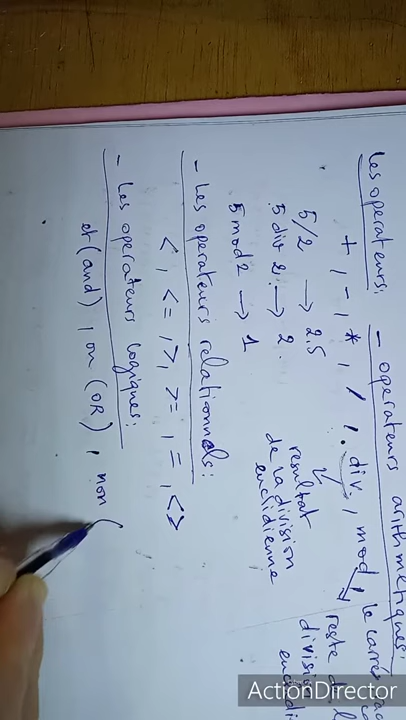 les operateurs: - operateurs arithmetiques:
+, -, *, /, div, mod, le carré
5/2 → 2.5
5 div 2 → 2
5 mod 2 → 1
resultat
de la division
euclidienne
reste de
division
- les operateurs relationnels:
<, <=, >, >=, =, <>
- les operateurs logiques:
et (and), ou (OR), non (
ActionDirector